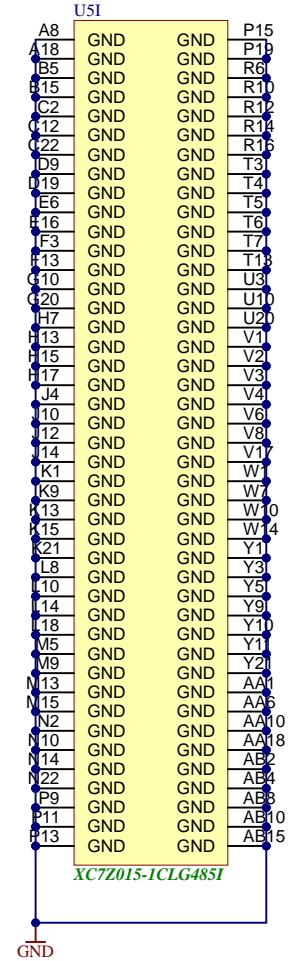 U5I
A8 GND GND P15
A18 GND GND P19
B5 GND GND R6
B15 GND GND R10
C2 GND GND R12
C12 GND GND R14
C22 GND GND R16
D9 GND GND T3
D19 GND GND T4
E6 GND GND T5
E16 GND GND T6
F3 GND GND T7
F13 GND GND T13
G10 GND GND U3
G20 GND GND U10
H7 GND GND U20
H13 GND GND V1
H15 GND GND V2
H17 GND GND V3
J4 GND GND V4
J10 GND GND V6
J12 GND GND V8
J14 GND GND V17
K1 GND GND W1
K9 GND GND W7
K13 GND GND W10
K15 GND GND W14
K21 GND GND Y1
L8 GND GND Y3
L10 GND GND Y5
L14 GND GND Y9
L18 GND GND Y10
M5 GND GND Y11
M9 GND GND Y21
M13 GND GND AA1
M15 GND GND AA6
N2 GND GND AA10
N10 GND GND AA18
N14 GND GND AB2
N22 GND GND AB4
P9 GND GND AB8
P11 GND GND AB10
P13 GND GND AB15
XC7Z015-1CLG485I
GND